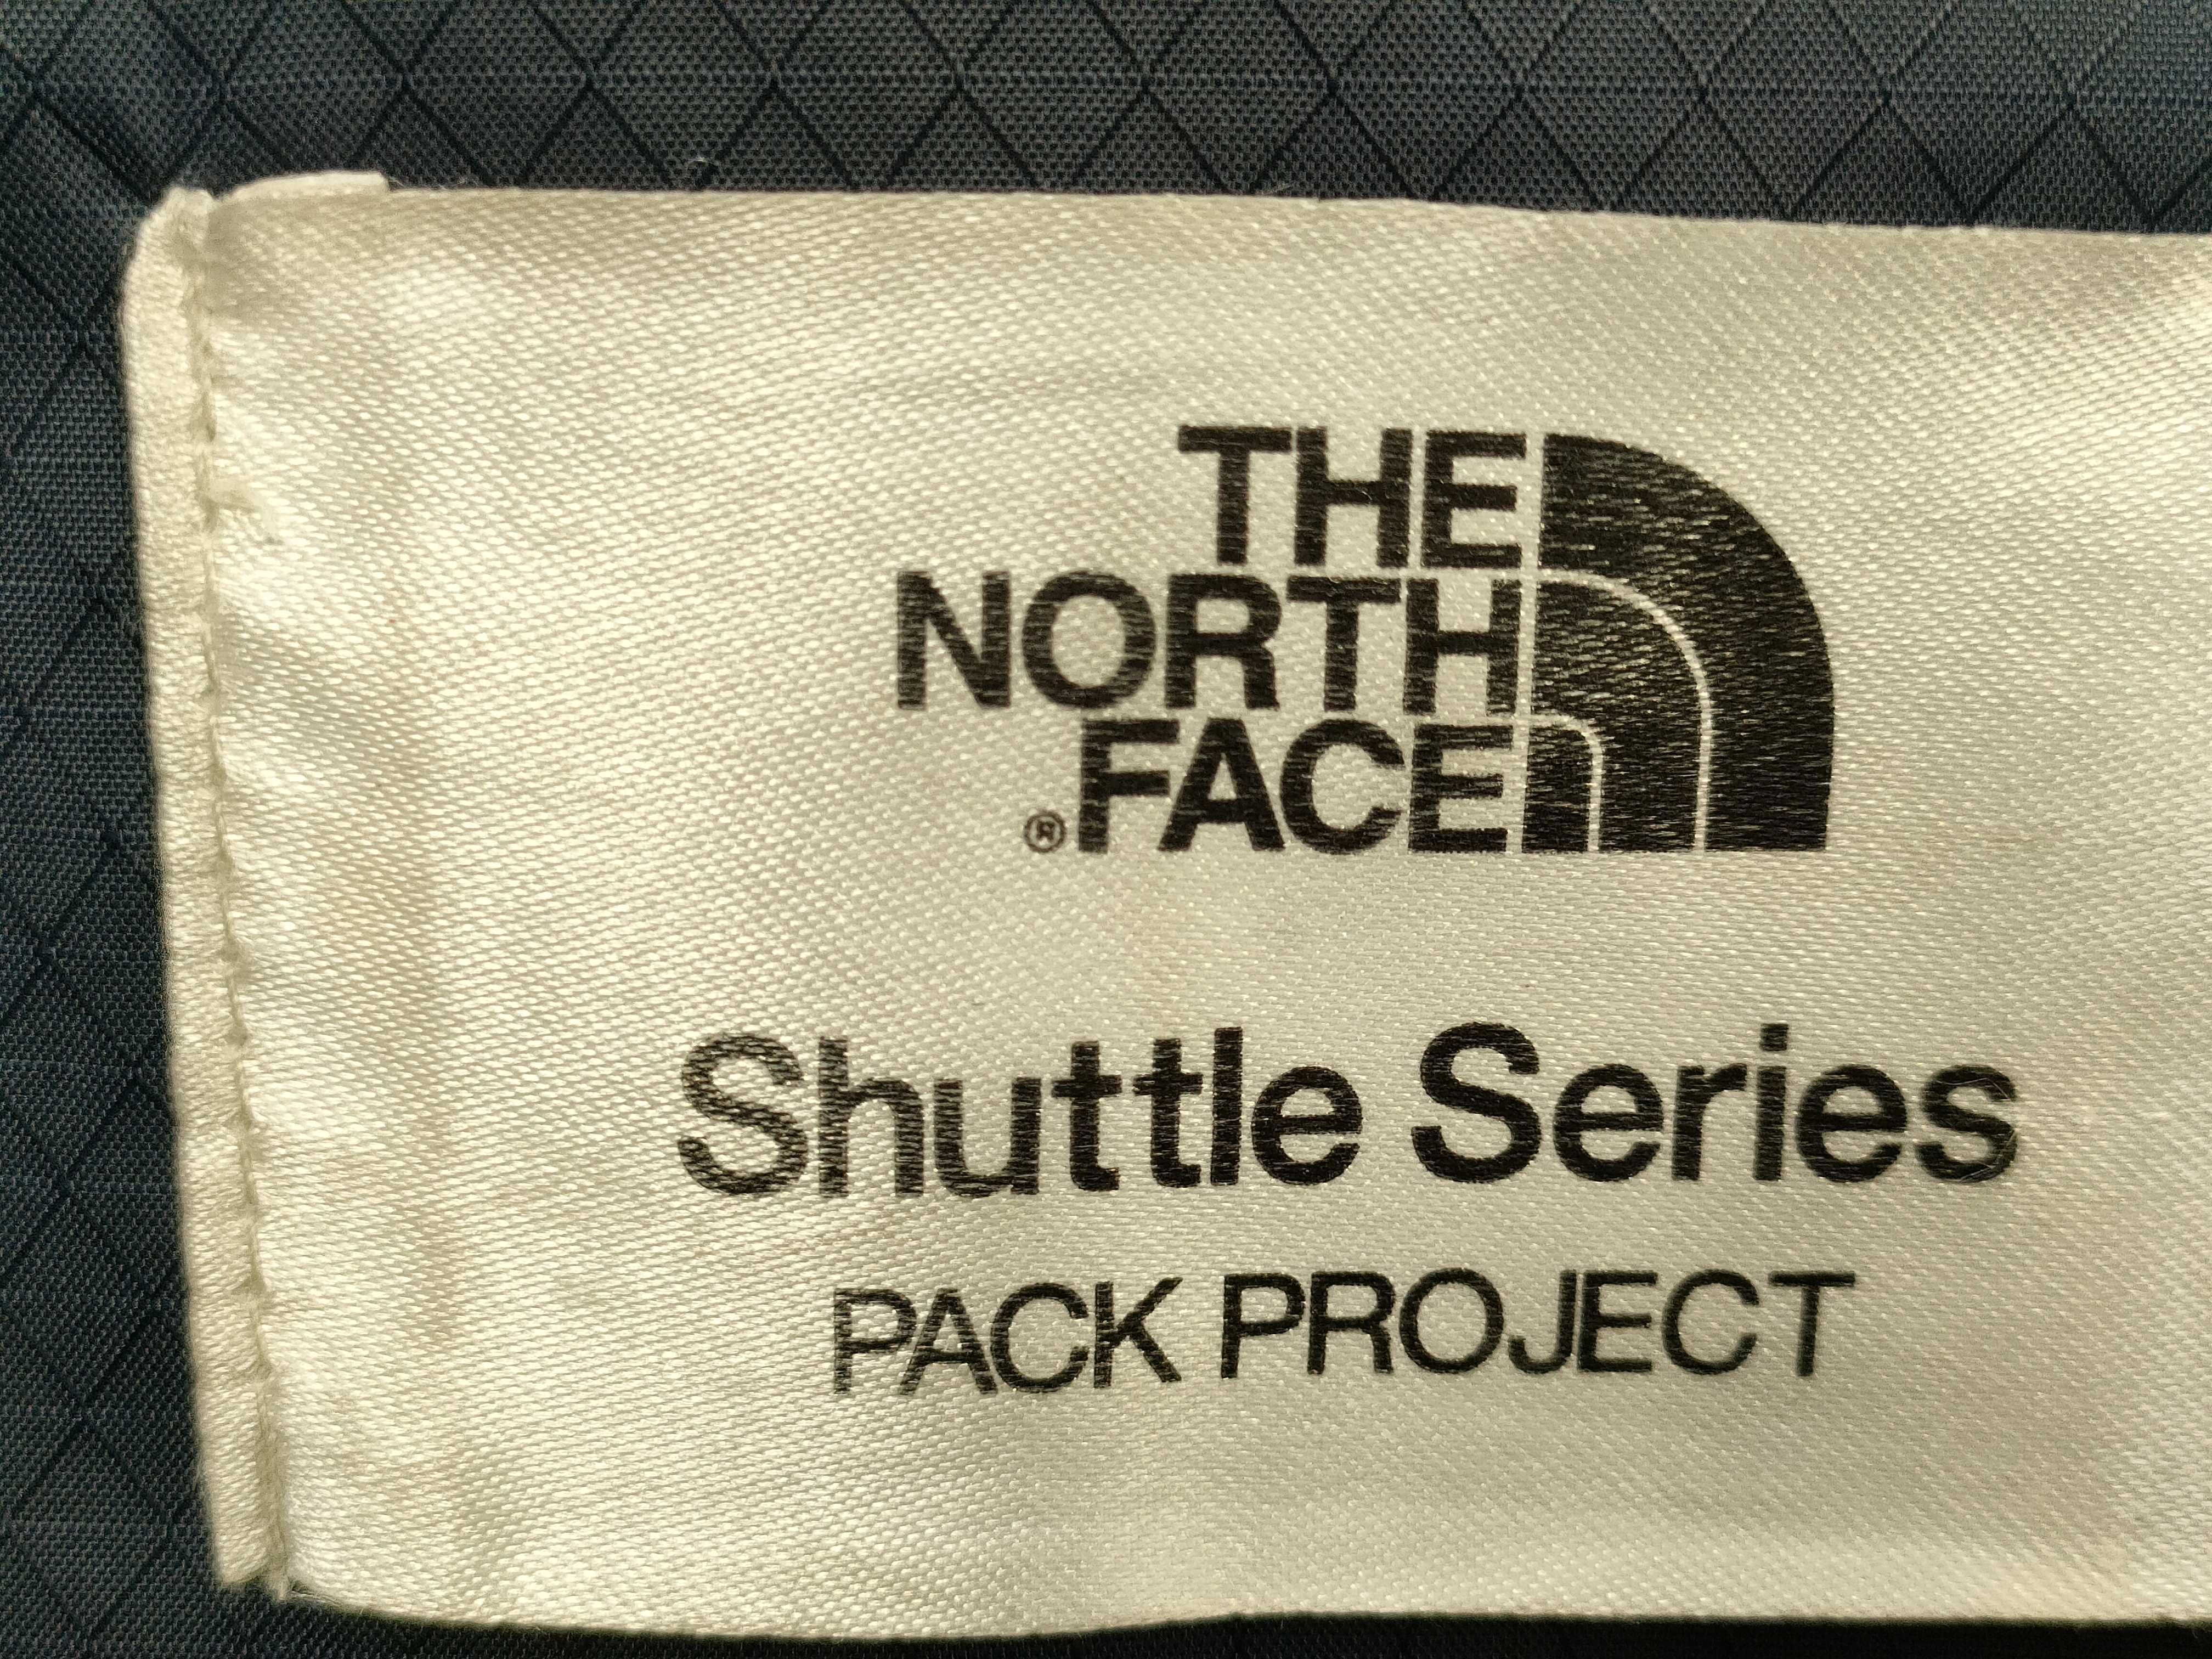 THE
NORTH
®FACE
Shuttle Series
PACK PROJECT